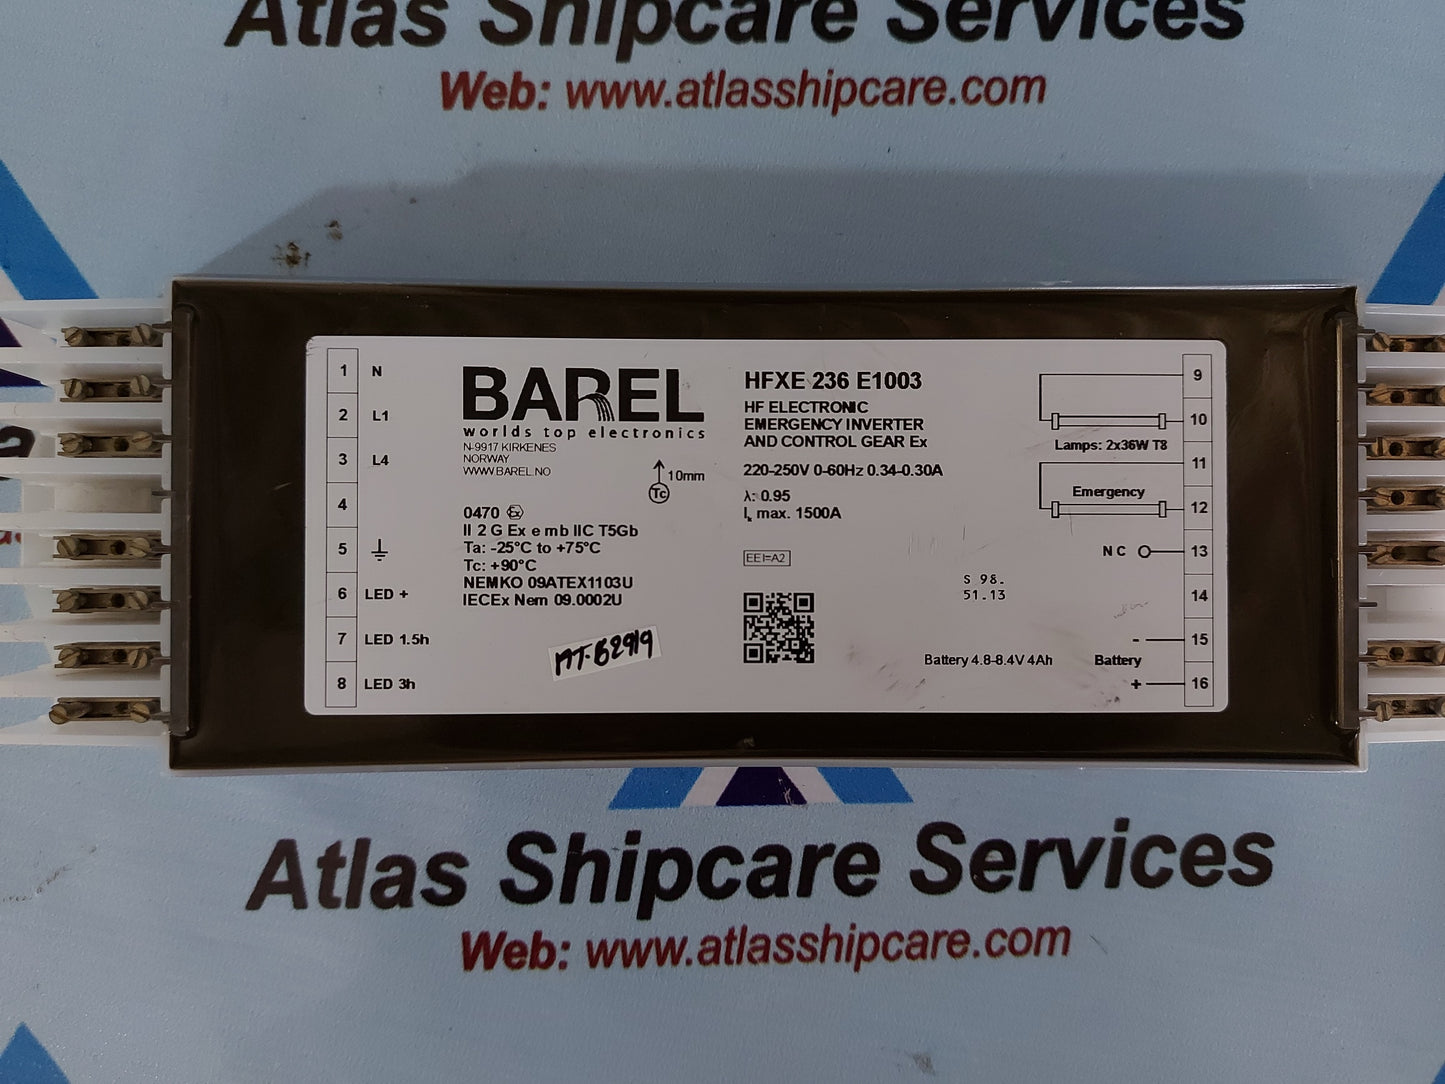 Atlas Shipcare Services
Web: www.atlasshipcare.com
1 N
2 L1
3 L4
4
5
6 LED +
7 LED 1.5h
8 LED 3h
BAREL
worlds top electronics
N-9917 KIRKENES
NORWAY
WWW.BAREL.NO
Tc 10mm
0470 Ex
II 2 G Ex e mb IIC T5Gb
Ta: -25°C to +75°C
Tc: +90°C
NEMKO 09ATEX1103U
IECEx Nem 09.0002U
MT-62919
HFXE 236 E1003
HF ELECTRONIC
EMERGENCY INVERTER
AND CONTROL GEAR Ex
220-250V 0-60Hz 0.34-0.30A
λ: 0.95
max. 1500A
EEI=A2
S 98.
51.13
Battery 4.8-8.4V 4Ah
9
10
Lamps: 2x36W T8
11
Emergency
12
NC 13
14
- 15
Battery
+ 16
Atlas Shipcare Services
Web: www.atlasshipcare.com